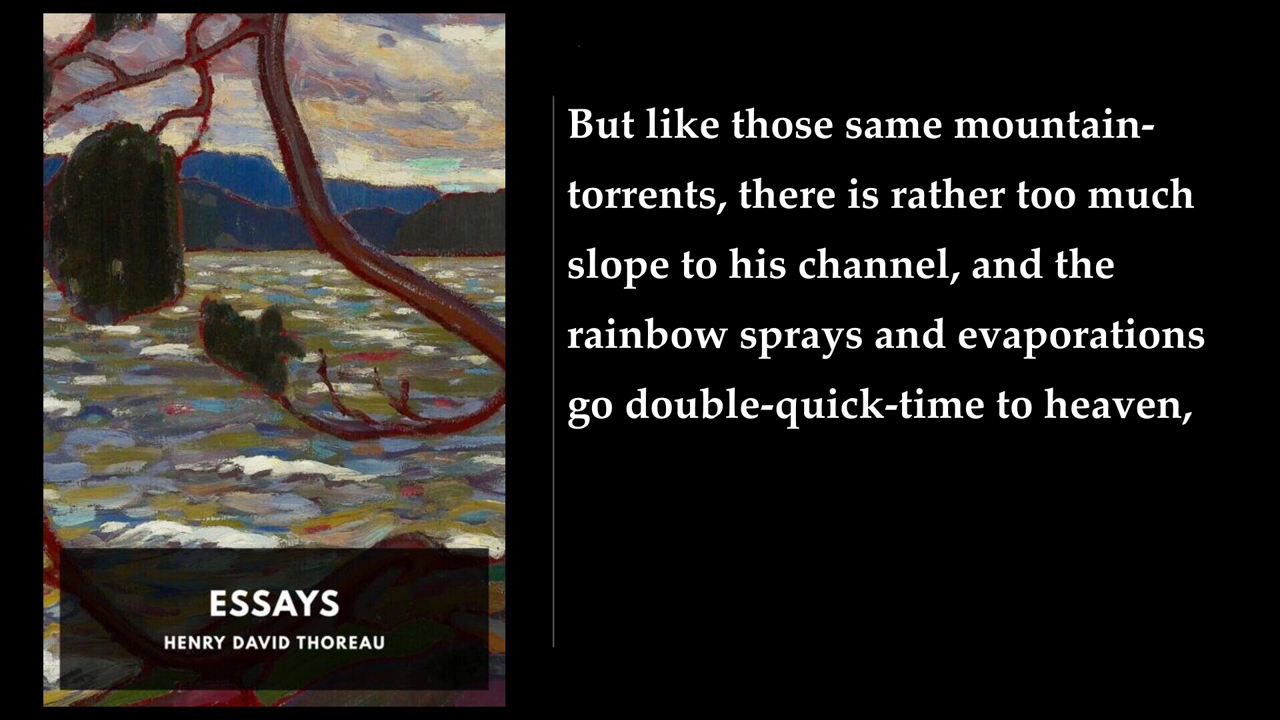 ESSAYS
HENRY DAVID THOREAU
But like those same mountain-
torrents, there is rather too much
slope to his channel, and the
rainbow sprays and evaporations
go double-quick-time to heaven,